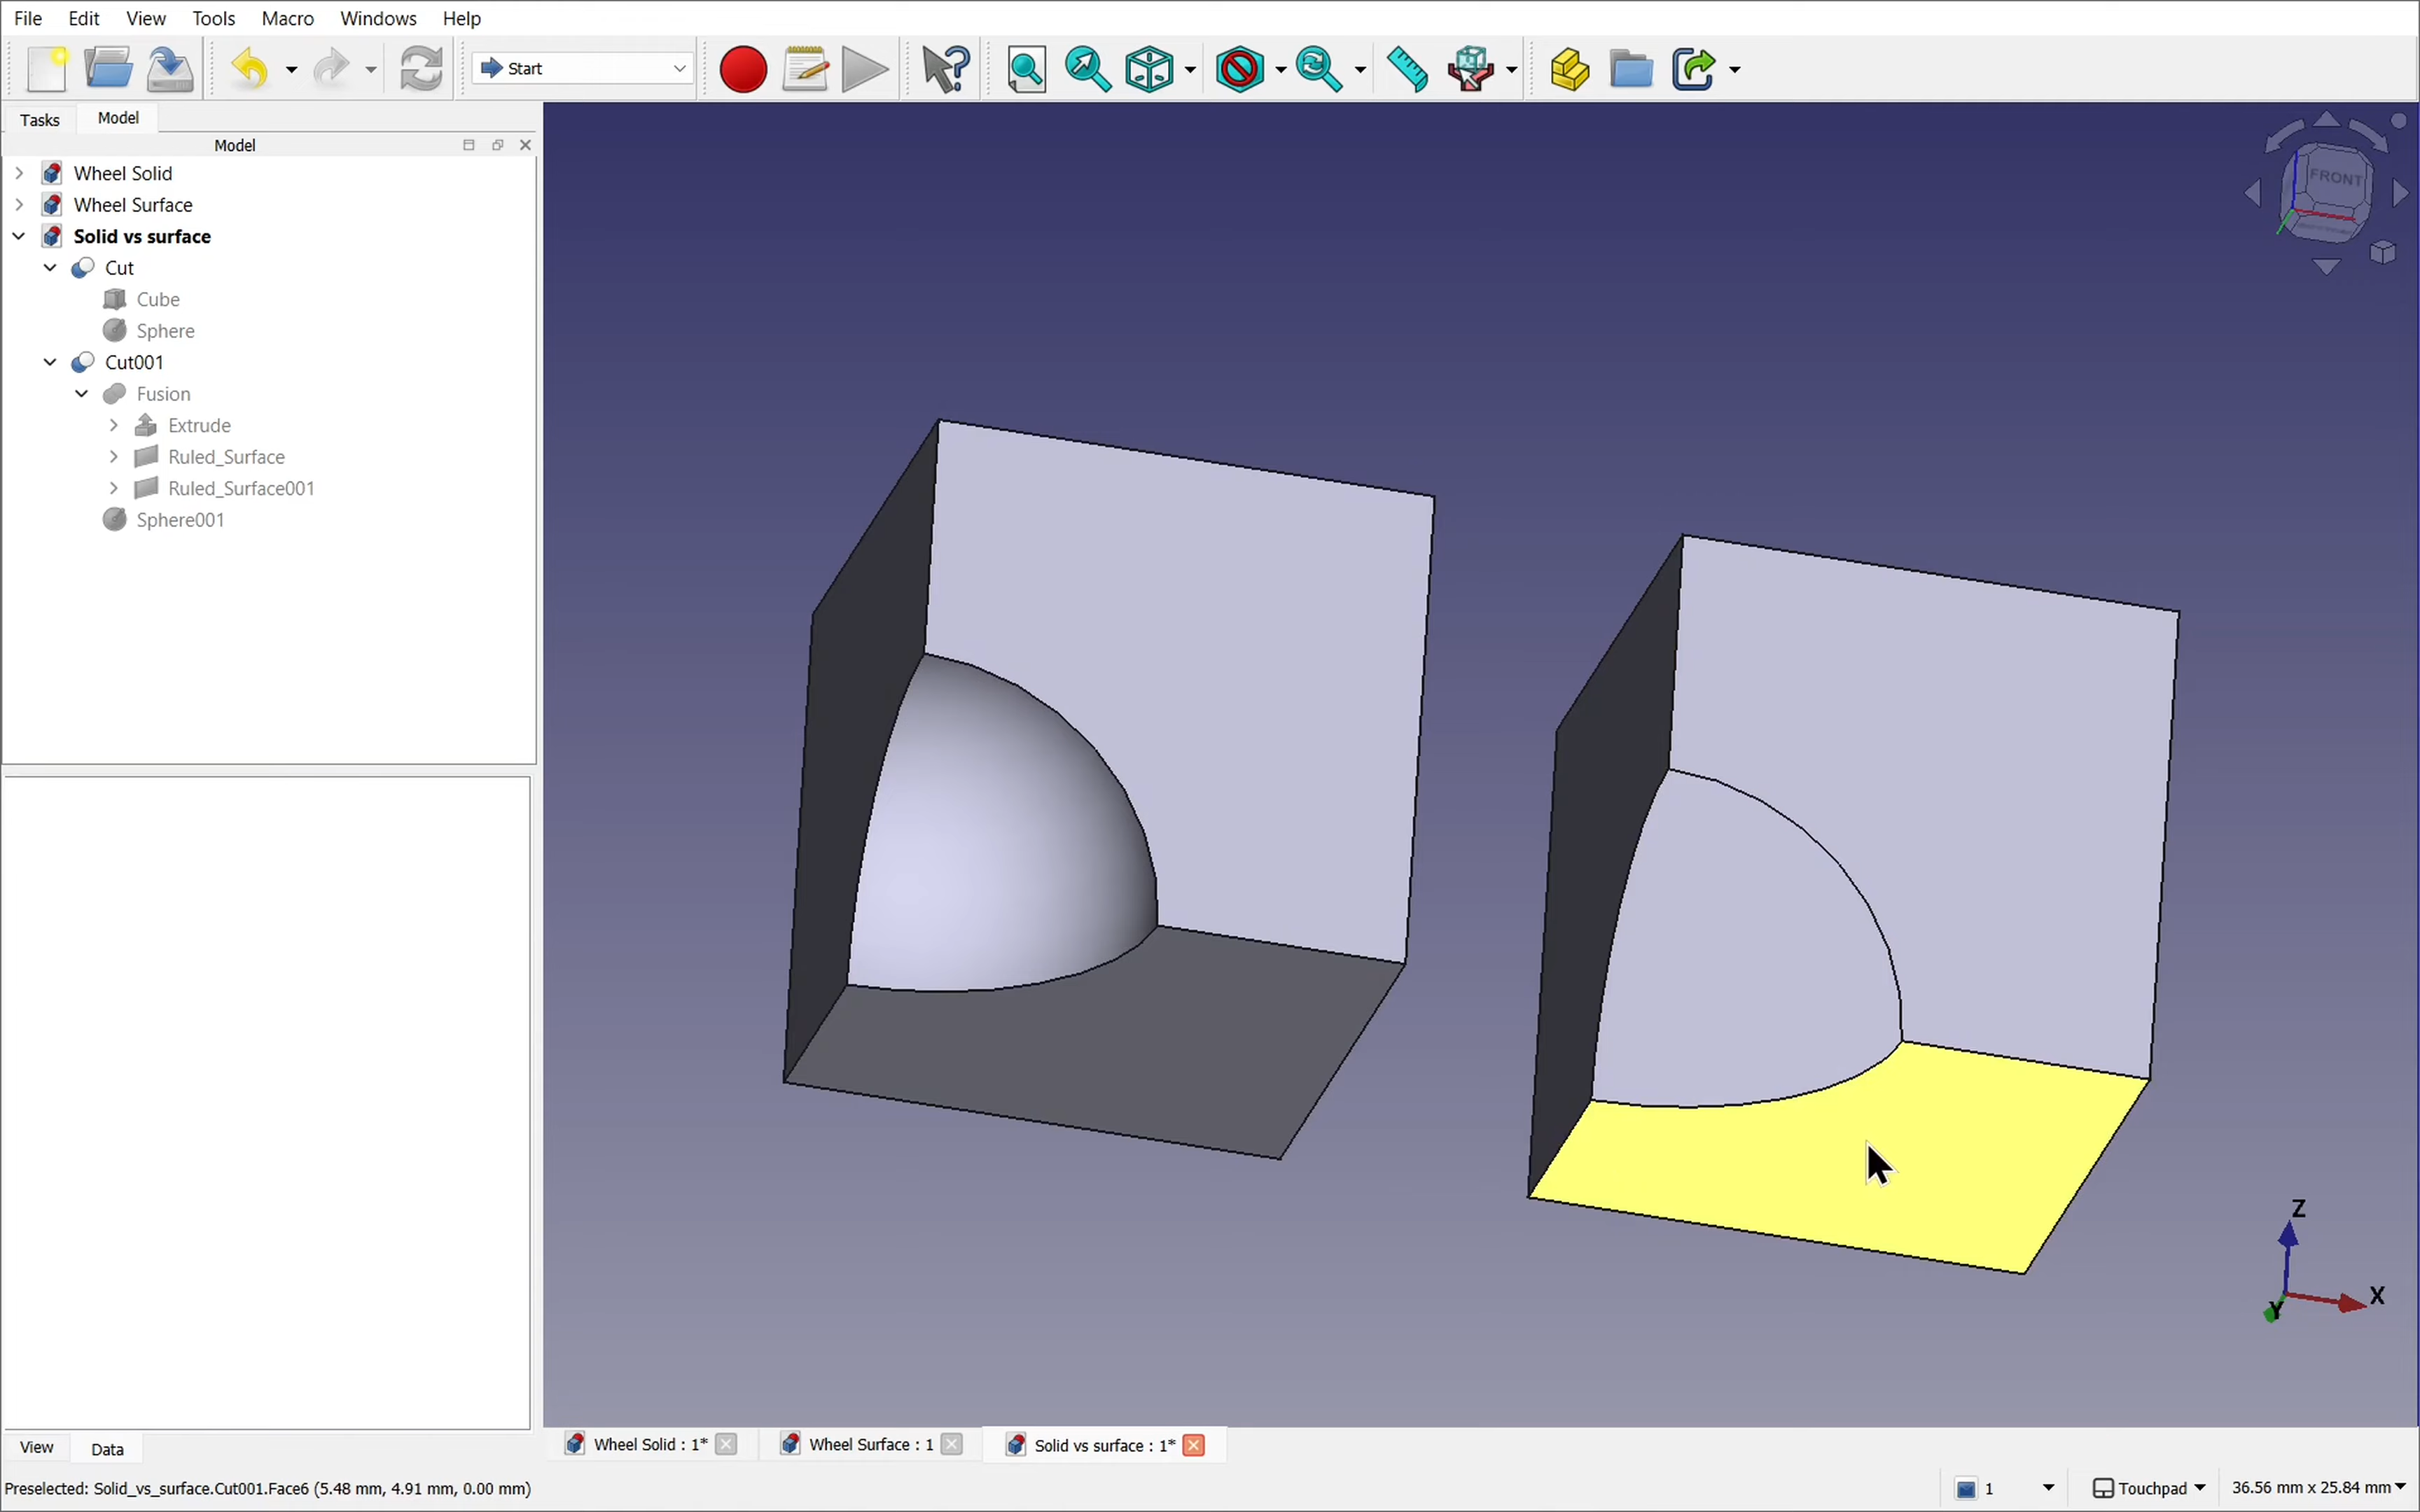 File Edit View Tools Macro Windows Help
Start
Tasks Model
Model
Wheel Solid
Wheel Surface
Solid vs surface
Cut
Cube
Sphere
Cut001
Fusion
Extrude
Ruled_Surface
Ruled_Surface001
Sphere001
FRONT
Z
X
Y
View Data
Wheel Solid : 1* Wheel Surface : 1 Solid vs surface : 1*
Preselected: Solid_vs_surface.Cut001.Face6 (5.48 mm, 4.91 mm, 0.00 mm) 1 Touchpad 36.56 mm x 25.84 mm